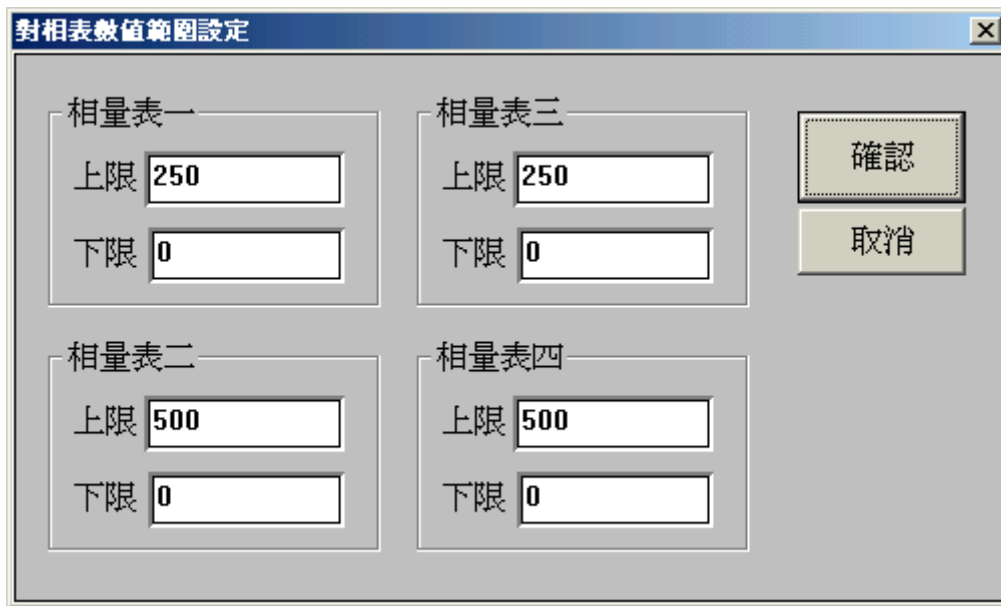 對相表數值範圍設定
相量表一
上限 250
下限 0
相量表三
上限 250
下限 0
確認
取消
相量表二
上限 500
下限 0
相量表四
上限 500
下限 0